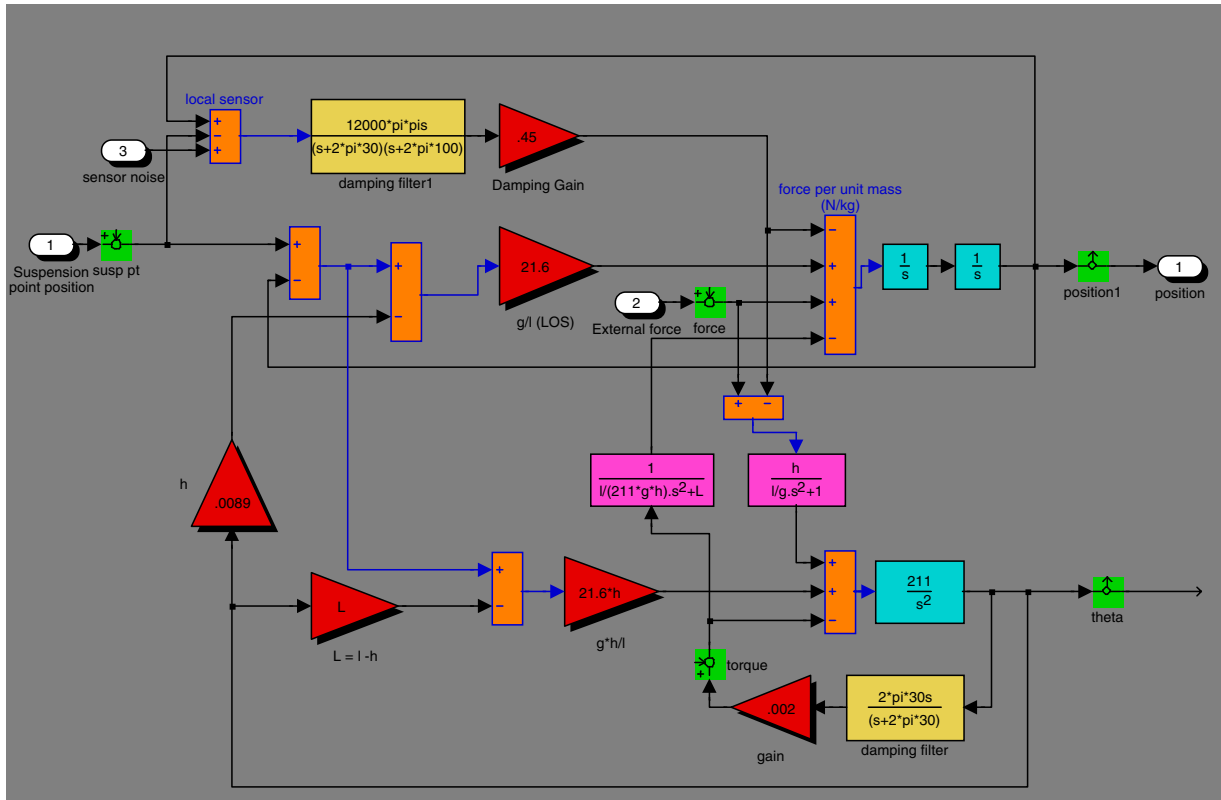 local sensor
+
−
+
3
sensor noise
12000*pi*pis
(s+2*pi*30)(s+2*pi*100)
damping filter1
.45
Damping Gain
force per unit mass
(N/kg)
1
Suspension
point position
+
susp pt
+
−
+
−
21.6
g/l (LOS)
2
External force
+
force
−
+
+
−
1
s
1
s
position1
1
position
+ −
h
.0089
1
l/(211*g*h).s2+L
h
l/g.s2+1
L
L = l -h
+
−
21.6*h
g*h/l
+
+
−
211
s2
theta
+
torque
.002
gain
2*pi*30s
(s+2*pi*30)
damping filter